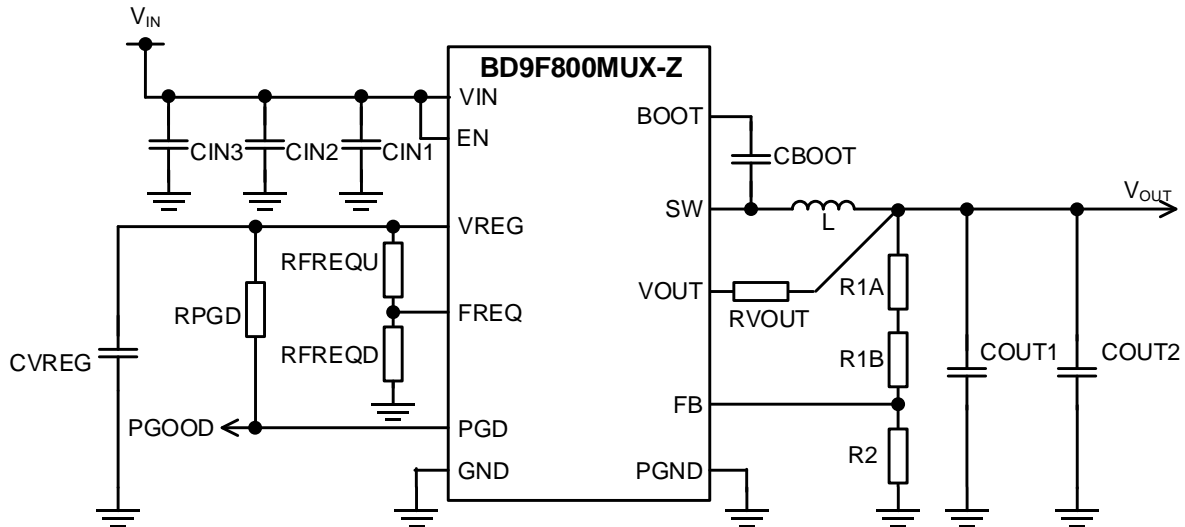 VIN
BD9F800MUX-Z
VIN
BOOT
EN
CIN3
CIN2
CIN1
CBOOT
SW
L
VOUT
VREG
RFREQU
VOUT
RVOUT
R1A
RPGD
FREQ
RFREQD
R1B
COUT1
COUT2
CVREG
FB
PGOOD
PGD
R2
GND
PGND